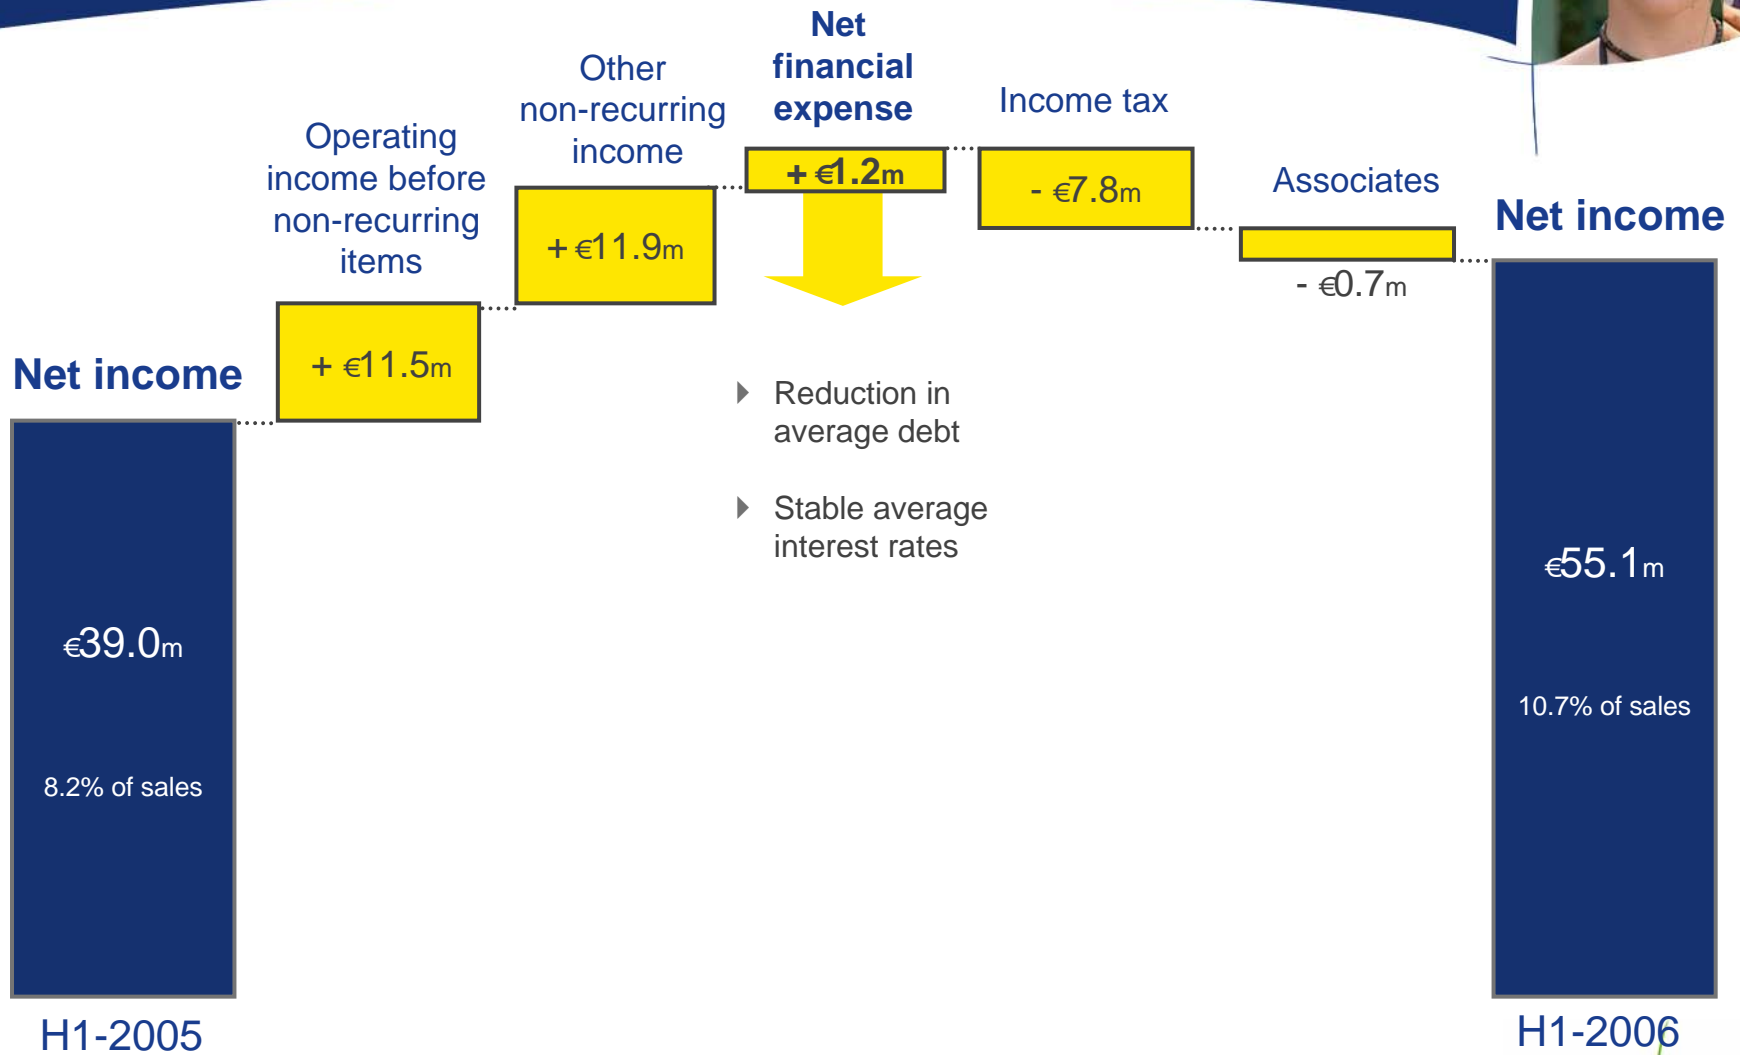 Net
financial
expense
Other
non-recurring
income
Income tax
Operating
income before
non-recurring
items
+ €1.2m
- €7.8m
Associates
Net income
+ €11.9m
- €0.7m
Net income
+ €11.5m
Reduction in
average debt
Stable average
interest rates
€39.0m
8.2% of sales
€55.1m
10.7% of sales
H1-2005
H1-2006